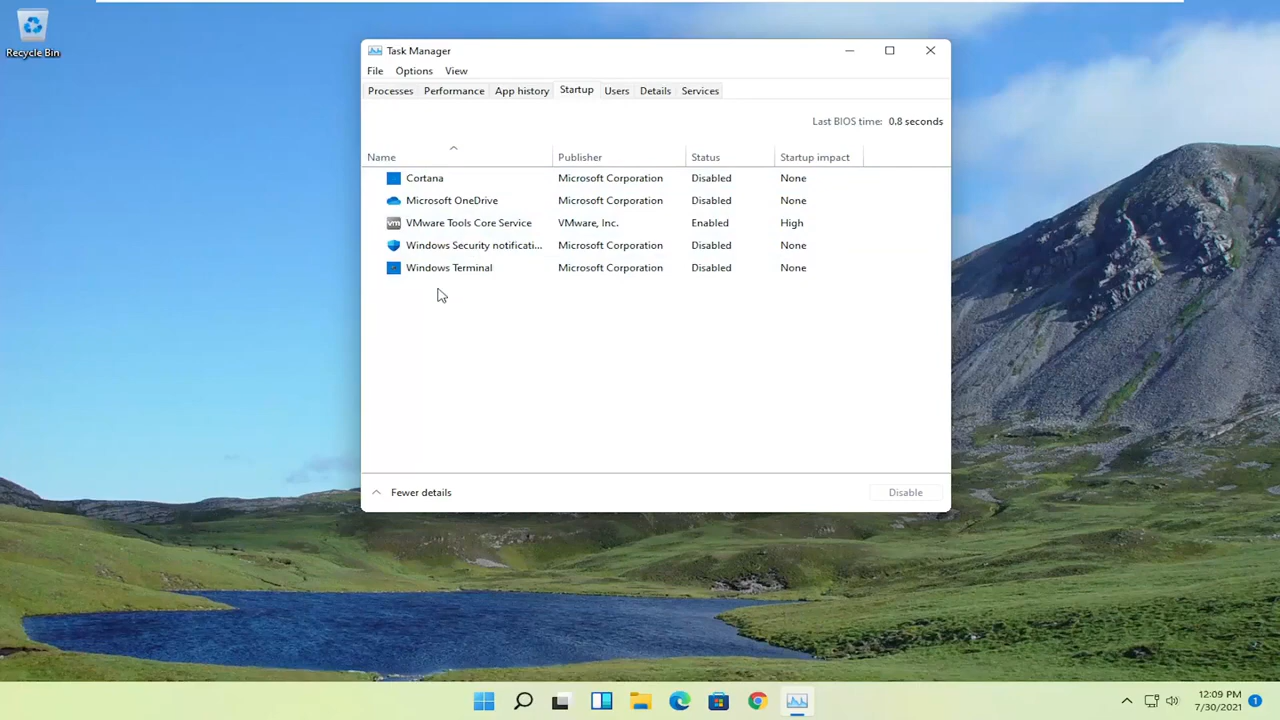 Recycle Bin
Task Manager
File Options View
Processes Performance App history Startup Users Details Services
Last BIOS time: 0.8 seconds
Name Publisher Status Startup impact
Cortana Microsoft Corporation Disabled None
Microsoft OneDrive Microsoft Corporation Disabled None
vm VMware Tools Core Service VMware, Inc. Enabled High
Windows Security notificati... Microsoft Corporation Disabled None
Windows Terminal Microsoft Corporation Disabled None
Fewer details Disable
12:09 PM
7/30/2021 1